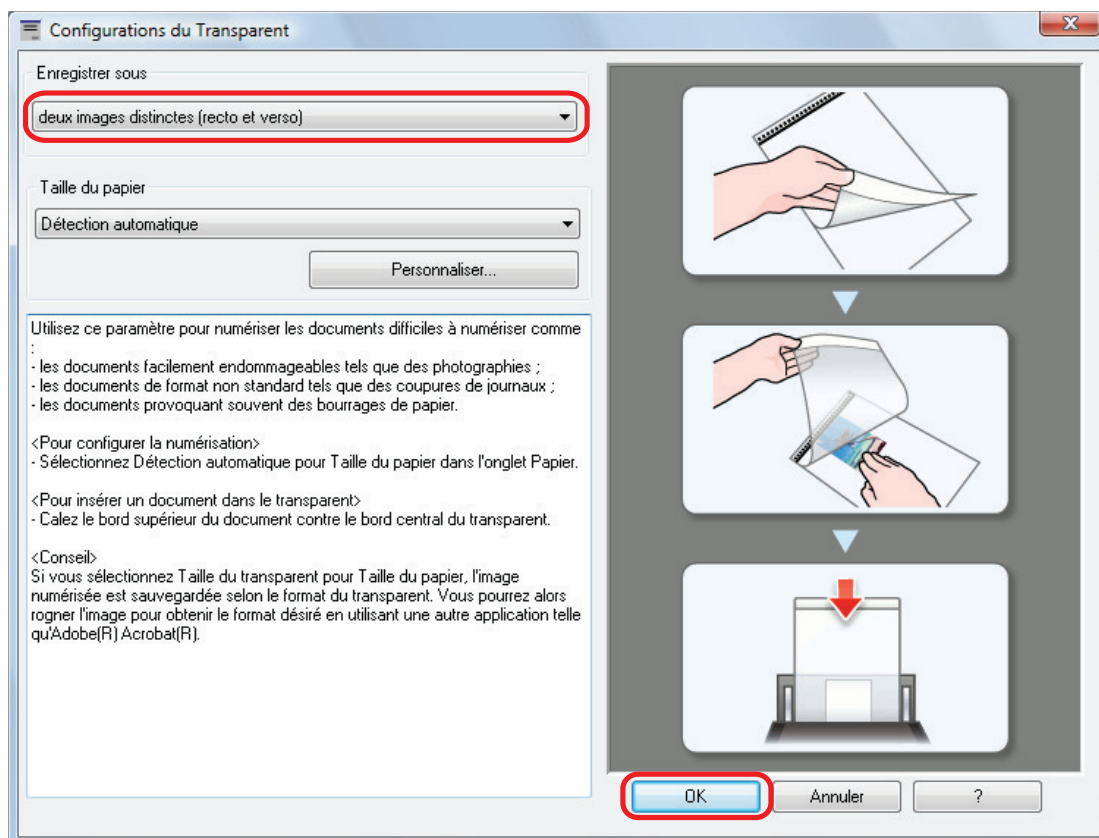 Configurations du Transparent
x
Enregistrer sous
deux images distinctes (recto et verso)
Taille du papier
Détection automatique
Personnaliser...
Utilisez ce paramètre pour numériser les documents difficiles à numériser comme
:
- les documents facilement endommageables tels que des photographies ;
- les documents de format non standard tels que des coupures de journaux ;
- les documents provoquant souvent des bourrages de papier.
<Pour configurer la numérisation>
- Sélectionnez Détection automatique pour Taille du papier dans l'onglet Papier.
<Pour insérer un document dans le transparent>
- Calez le bord supérieur du document contre le bord central du transparent.
<Conseil>
Si vous sélectionnez Taille du transparent pour Taille du papier, l'image
numérisée est sauvegardée selon le format du transparent. Vous pourrez alors
rogner l'image pour obtenir le format désiré en utilisant une autre application telle
qu'Adobe(R) Acrobat(R).
OK
Annuler
?